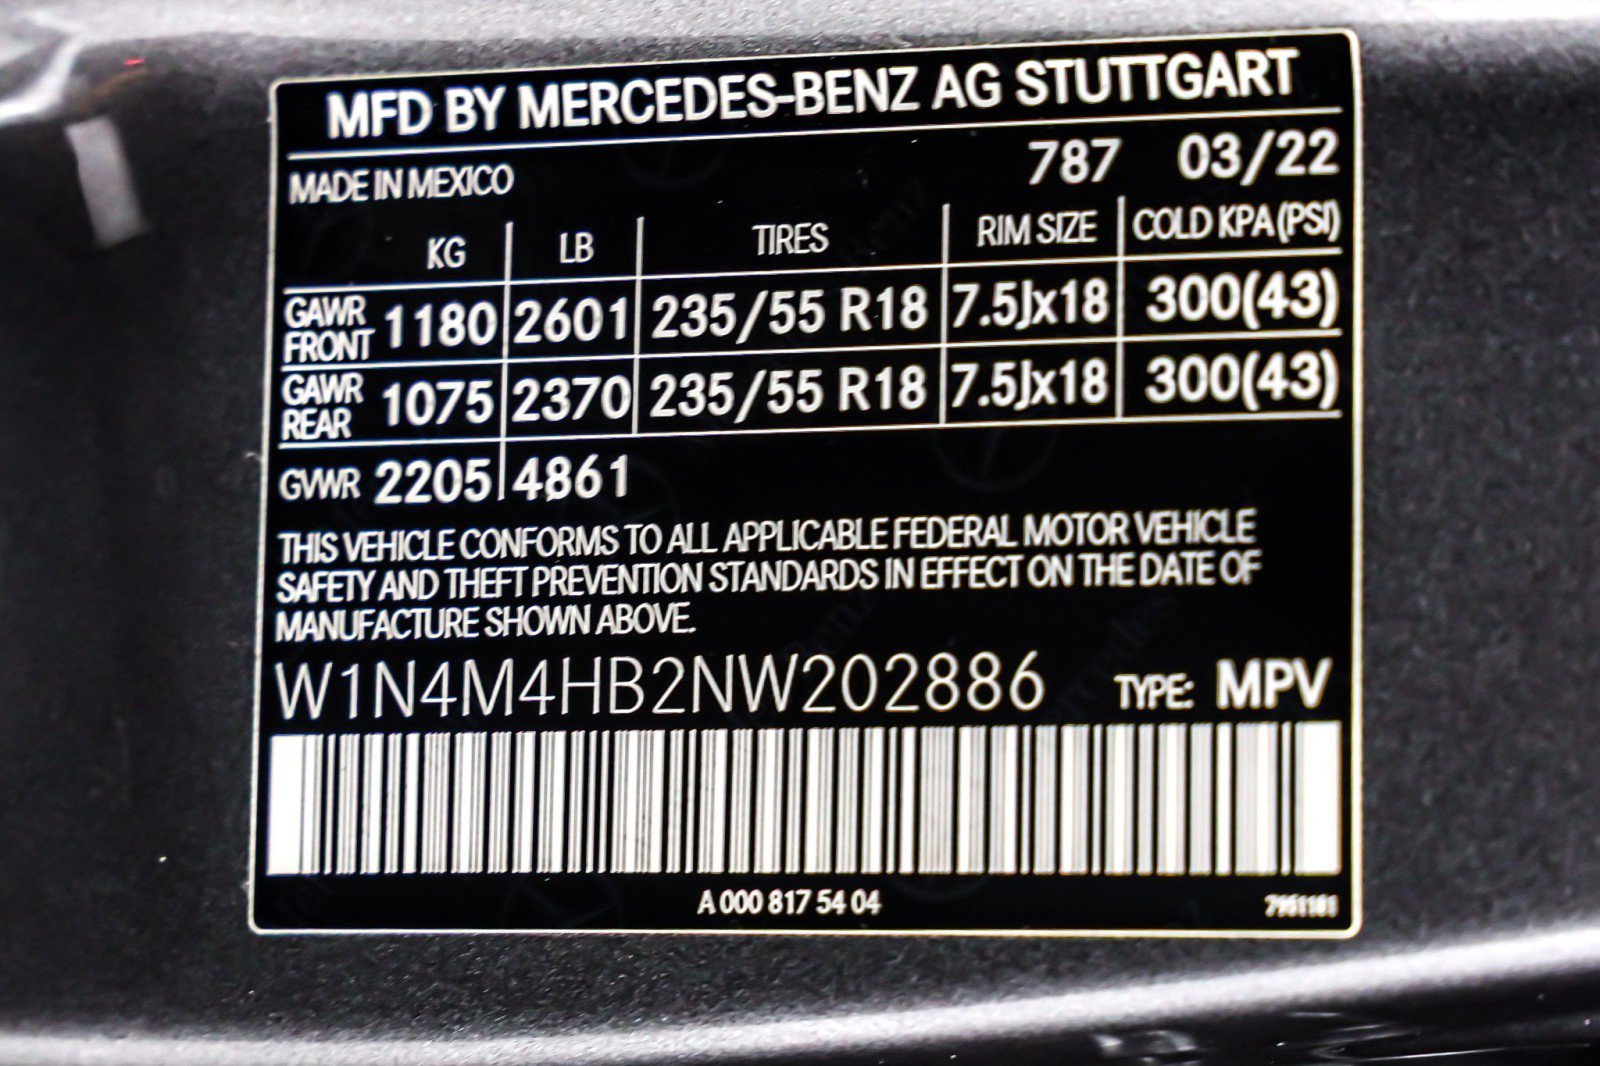 MFD BY MERCEDES-BENZ AG STUTTGART
MADE IN MEXICO 787 03/22
KG LB TIRES RIM SIZE COLD KPA(PSI)
GAWR FRONT 1180 2601 235/55 R18 7.5Jx18 300(43)
GAWR REAR 1075 2370 235/55 R18 7.5Jx18 300(43)
GVWR 2205 4861
THIS VEHICLE CONFORMS TO ALL APPLICABLE FEDERAL MOTOR VEHICLE
SAFETY AND THEFT PREVENTION STANDARDS IN EFFECT ON THE DATE OF
MANUFACTURE SHOWN ABOVE.
W1N4M4HB2NW202886 TYPE: MPV
A 000 817 54 04